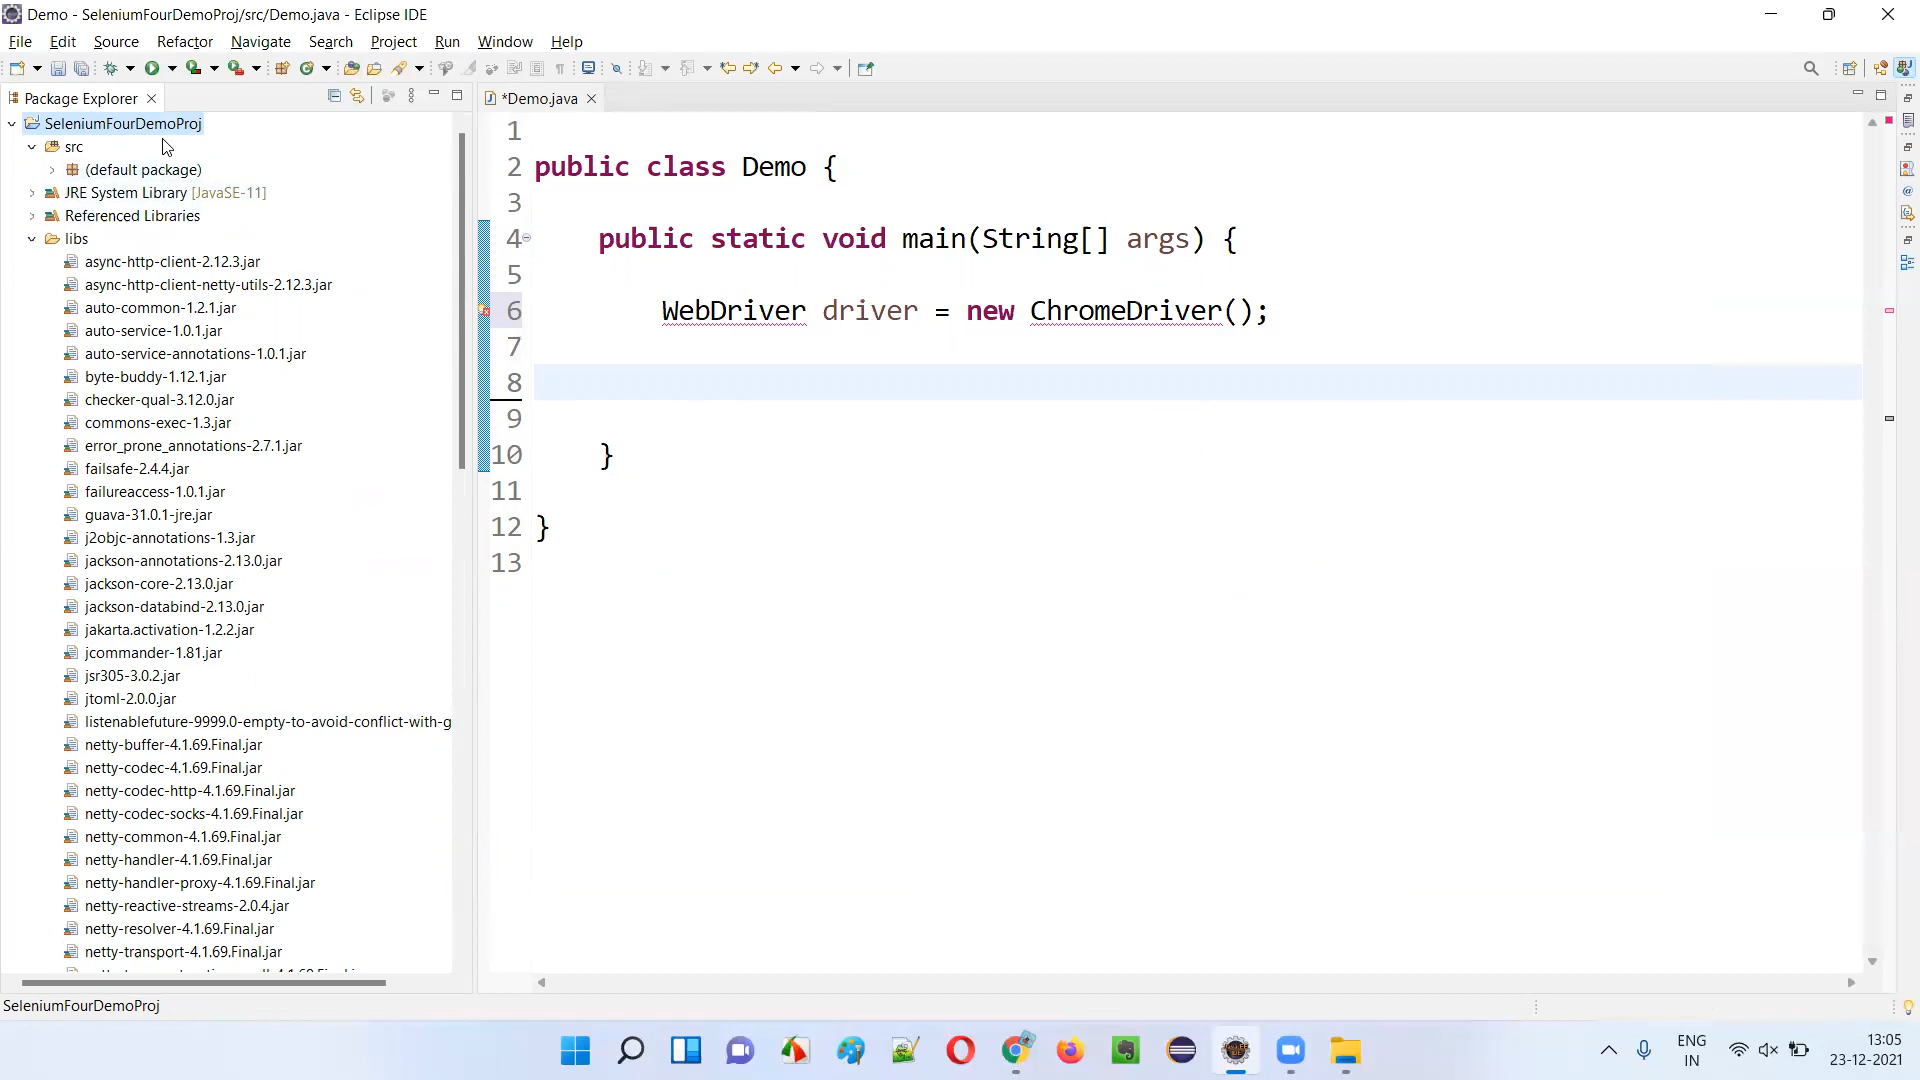 Demo - SeleniumFourDemoProj/src/Demo.java - Eclipse IDE
File Edit Source Refactor Navigate Search Project Run Window Help
Package Explorer
*Demo.java
SeleniumFourDemoProj
src
(default package)
JRE System Library [JavaSE-11]
Referenced Libraries
libs
async-http-client-2.12.3.jar
async-http-client-netty-utils-2.12.3.jar
auto-common-1.2.1.jar
auto-service-1.0.1.jar
auto-service-annotations-1.0.1.jar
byte-buddy-1.12.1.jar
checker-qual-3.12.0.jar
commons-exec-1.3.jar
error_prone_annotations-2.7.1.jar
failsafe-2.4.4.jar
failureaccess-1.0.1.jar
guava-31.0.1-jre.jar
j2objc-annotations-1.3.jar
jackson-annotations-2.13.0.jar
jackson-core-2.13.0.jar
jackson-databind-2.13.0.jar
jakarta.activation-1.2.2.jar
jcommander-1.81.jar
jsr305-3.0.2.jar
jtoml-2.0.0.jar
listenablefuture-9999.0-empty-to-avoid-conflict-with-g
netty-buffer-4.1.69.Final.jar
netty-codec-4.1.69.Final.jar
netty-codec-http-4.1.69.Final.jar
netty-codec-socks-4.1.69.Final.jar
netty-common-4.1.69.Final.jar
netty-handler-4.1.69.Final.jar
netty-handler-proxy-4.1.69.Final.jar
netty-reactive-streams-2.0.4.jar
netty-resolver-4.1.69.Final.jar
netty-transport-4.1.69.Final.jar
1
2 public class Demo {
3
4 public static void main(String[] args) {
5
6 WebDriver driver = new ChromeDriver();
7
8
9
10 }
11
12 }
13
SeleniumFourDemoProj
ENG
IN
13:05
23-12-2021